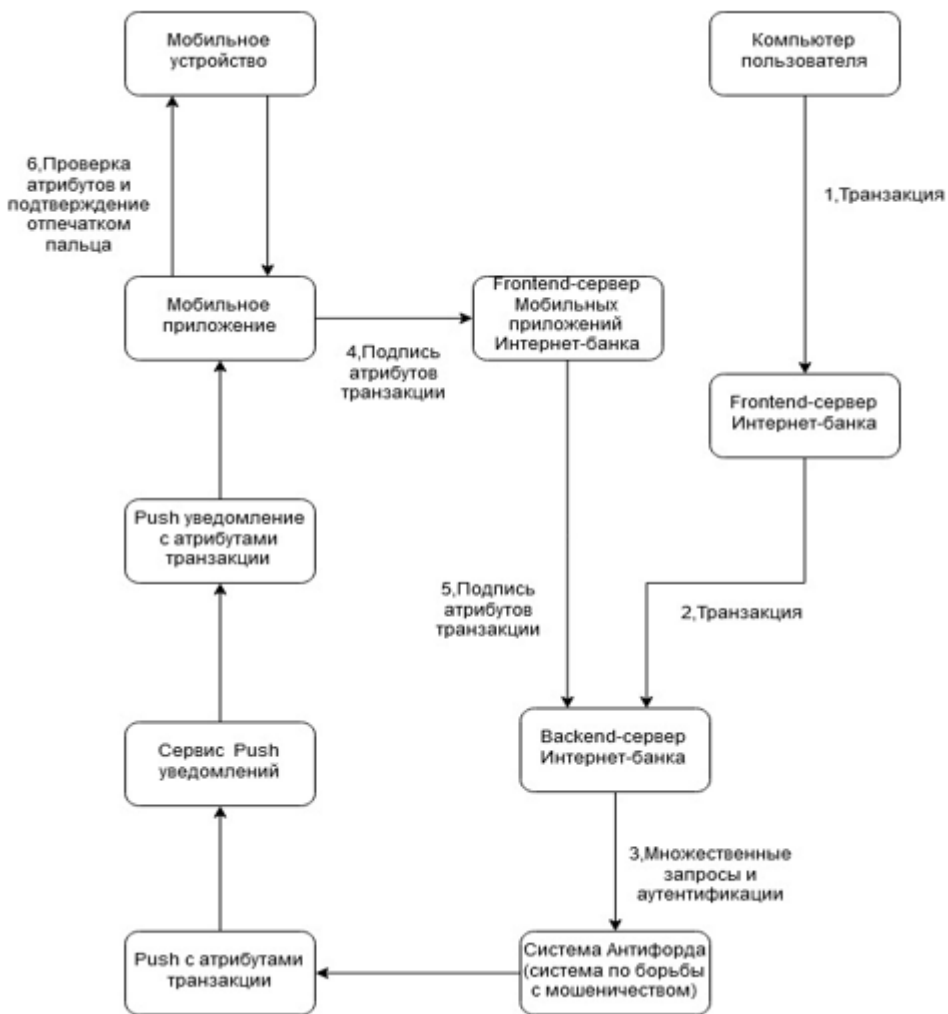 Мобильное
устройство
Компьютер
пользователя
6,Проверка
атрибутов и
подтверждение
отпечатком
пальца
1,Транзакция
Мобильное
приложение
Frontend-сервер
Мобильных
приложений
Интернет-банка
4,Подпись
атрибутов
транзакции
Frontend-сервер
Интернет-банка
Push уведомление
с атрибутами
транзакции
5,Подпись
атрибутов
транзакции
2,Транзакция
Сервис Push
уведомлений
Backend-сервер
Интернет-банка
3,Множественные
запросы и
аутентификации
Push с атрибутами
транзакции
Система Антифорда
(система по борьбы
с мошеничеством)